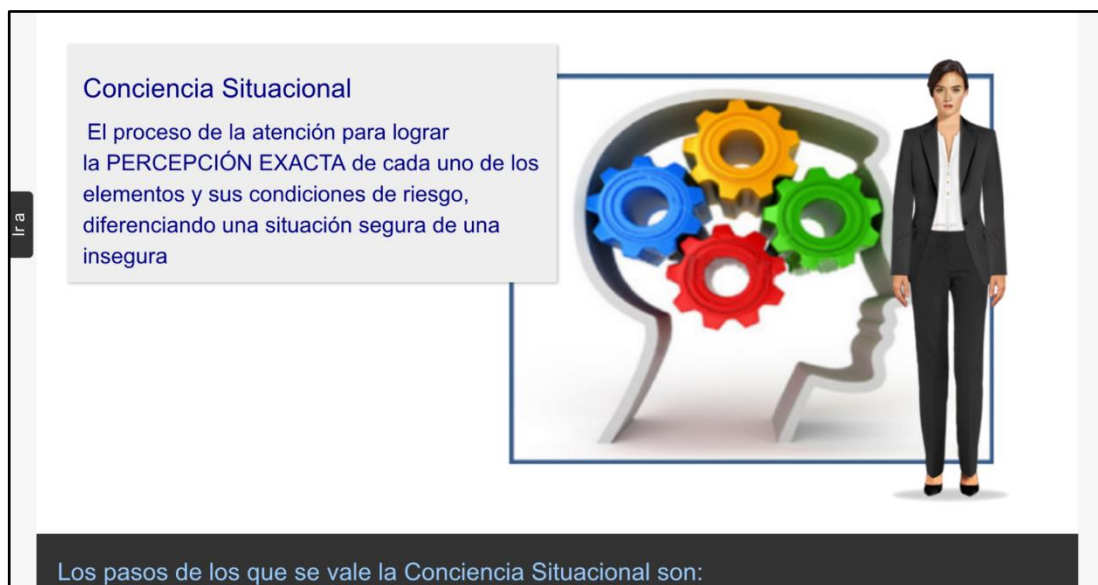 Conciencia Situacional
El proceso de la atención para lograr
la PERCEPCIÓN EXACTA de cada uno de los
elementos y sus condiciones de riesgo,
diferenciando una situación segura de una
insegura
Ir a
Los pasos de los que se vale la Conciencia Situacional son: